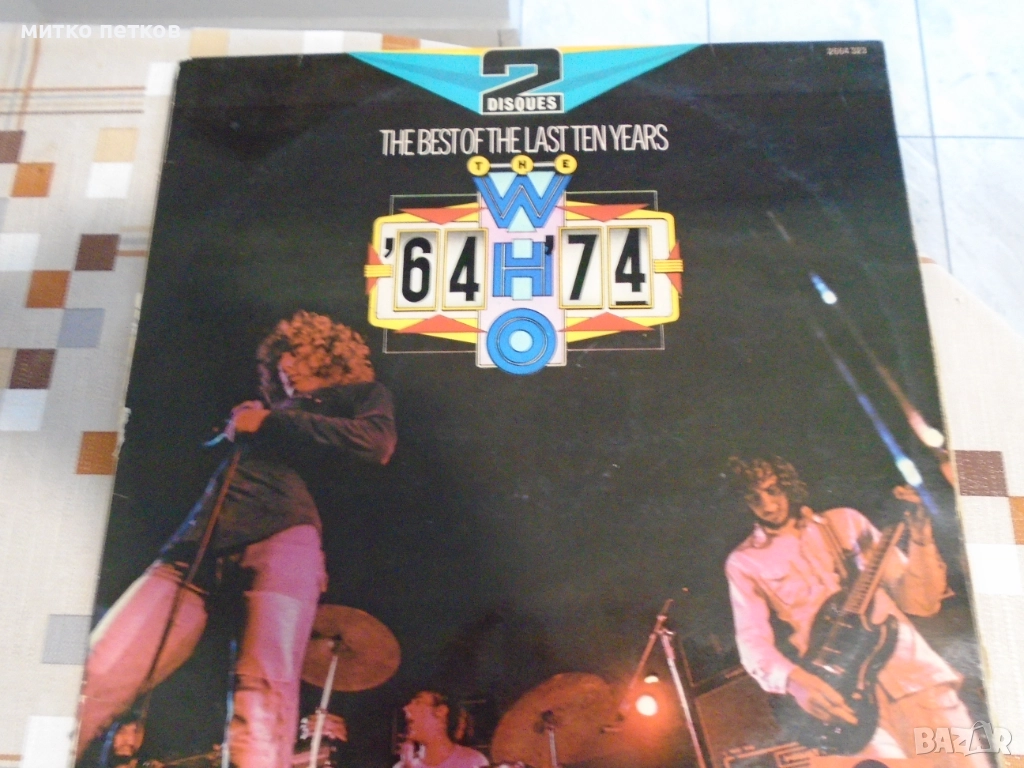 митко петков
2664 323
2
DISQUES
THE BEST OF THE LAST TEN YEARS
THE
WHO
'64 '74
BAZAR